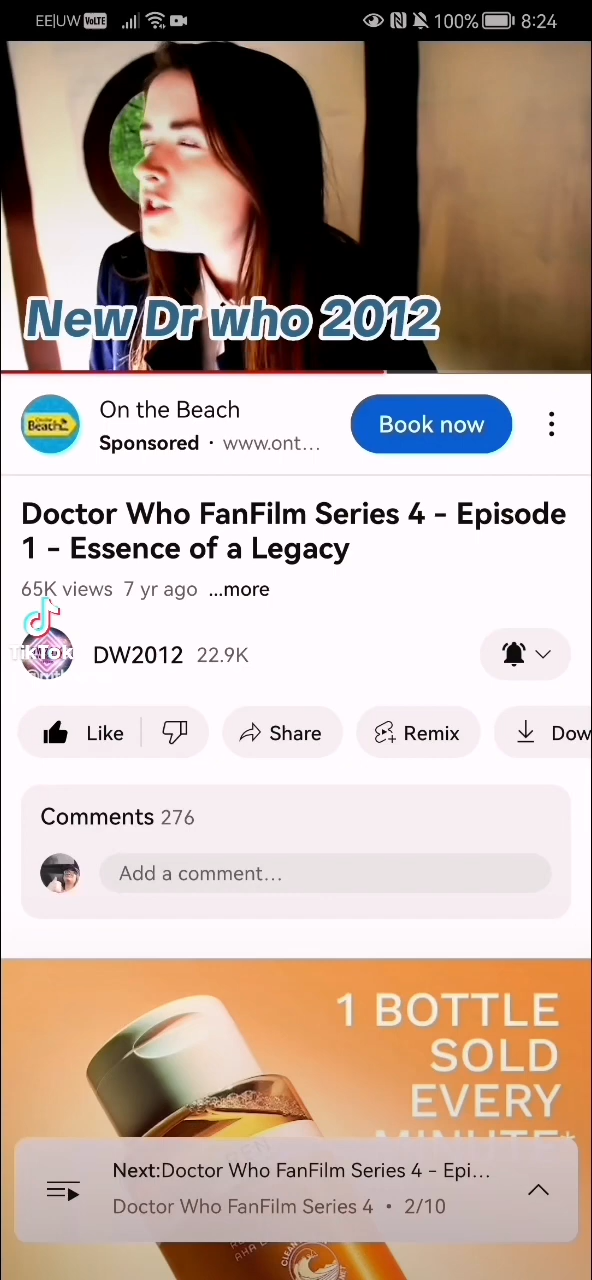 EE|UW VoLTE 100% 8:24
New Dr who 2012
On the Beach
Book now
Sponsored · www.ont...
Doctor Who FanFilm Series 4 - Episode
1 - Essence of a Legacy
65K views 7 yr ago ...more
TikTok
DW2012 22.9K
Like
Share
Remix
Dow
Comments 276
Add a comment...
1 BOTTLE
SOLD
EVERY
MINUTE*
Next:Doctor Who FanFilm Series 4 - Epi...
Doctor Who FanFilm Series 4 • 2/10